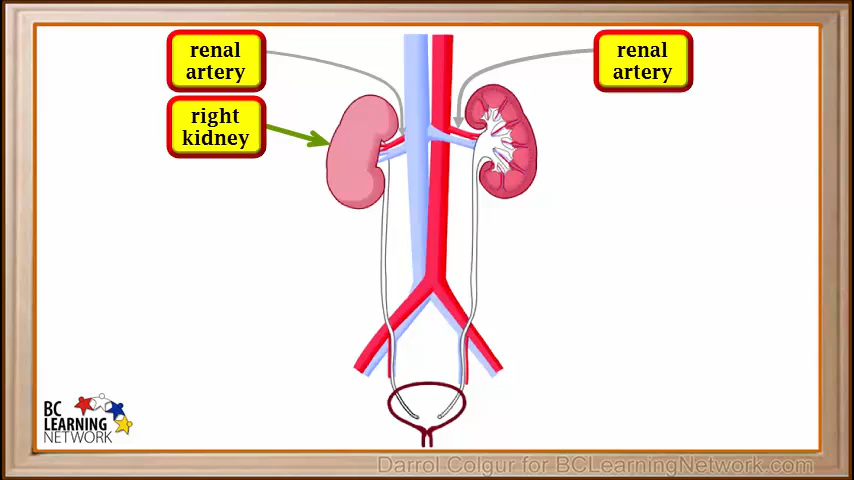 renal
artery
renal
artery
right
kidney
BC
LEARNING
NETWORK
Darrol Colgur for BCLearningNetwork.com